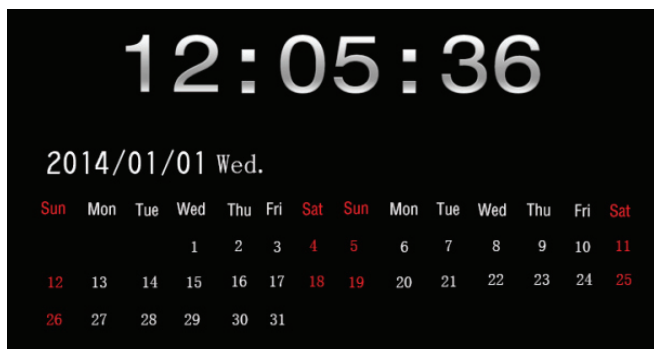 12:05:36
2014/01/01 Wed.
Sun Mon Tue Wed Thu Fri Sat Sun Mon Tue Wed Thu Fri Sat
1 2 3 4 5 6 7 8 9 10 11
12 13 14 15 16 17 18 19 20 21 22 23 24 25
26 27 28 29 30 31